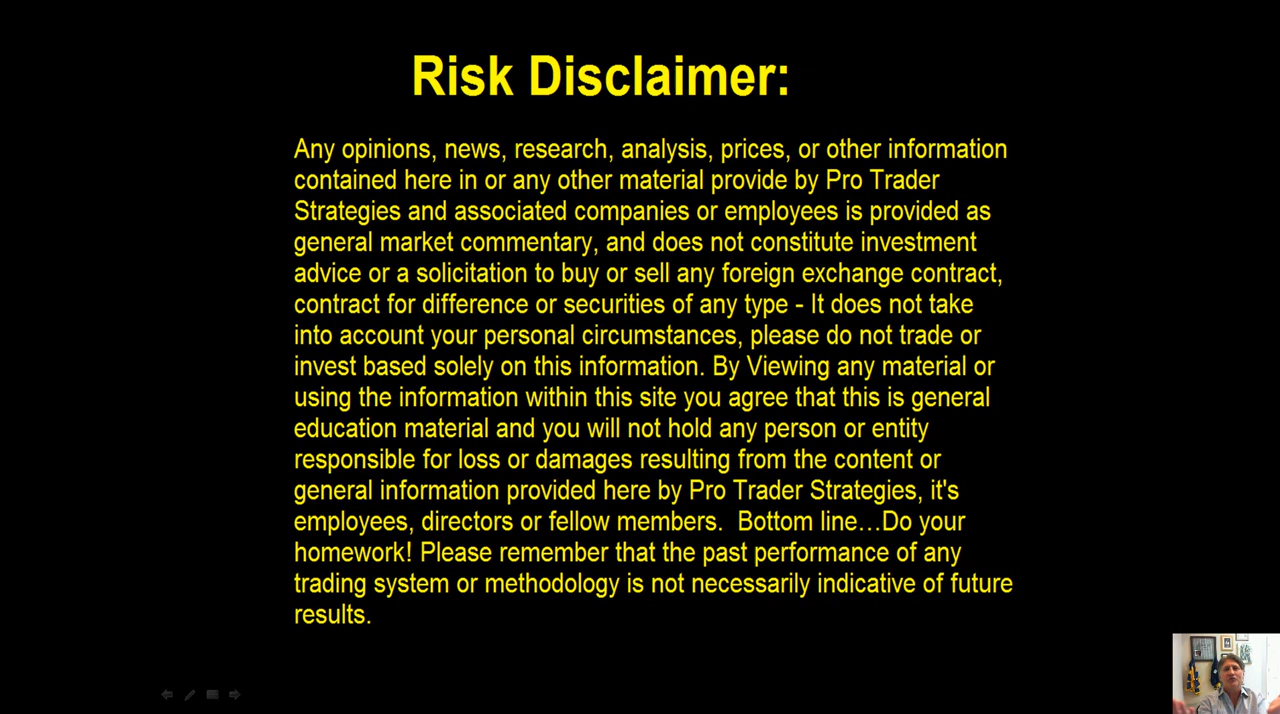 Risk Disclaimer:
Any opinions, news, research, analysis, prices, or other information
contained here in or any other material provide by Pro Trader
Strategies and associated companies or employees is provided as
general market commentary, and does not constitute investment
advice or a solicitation to buy or sell any foreign exchange contract,
contract for difference or securities of any type - It does not take
into account your personal circumstances, please do not trade or
invest based solely on this information. By Viewing any material or
using the information within this site you agree that this is general
education material and you will not hold any person or entity
responsible for loss or damages resulting from the content or
general information provided here by Pro Trader Strategies, it's
employees, directors or fellow members.  Bottom line…Do your
homework! Please remember that the past performance of any
trading system or methodology is not necessarily indicative of future
results.